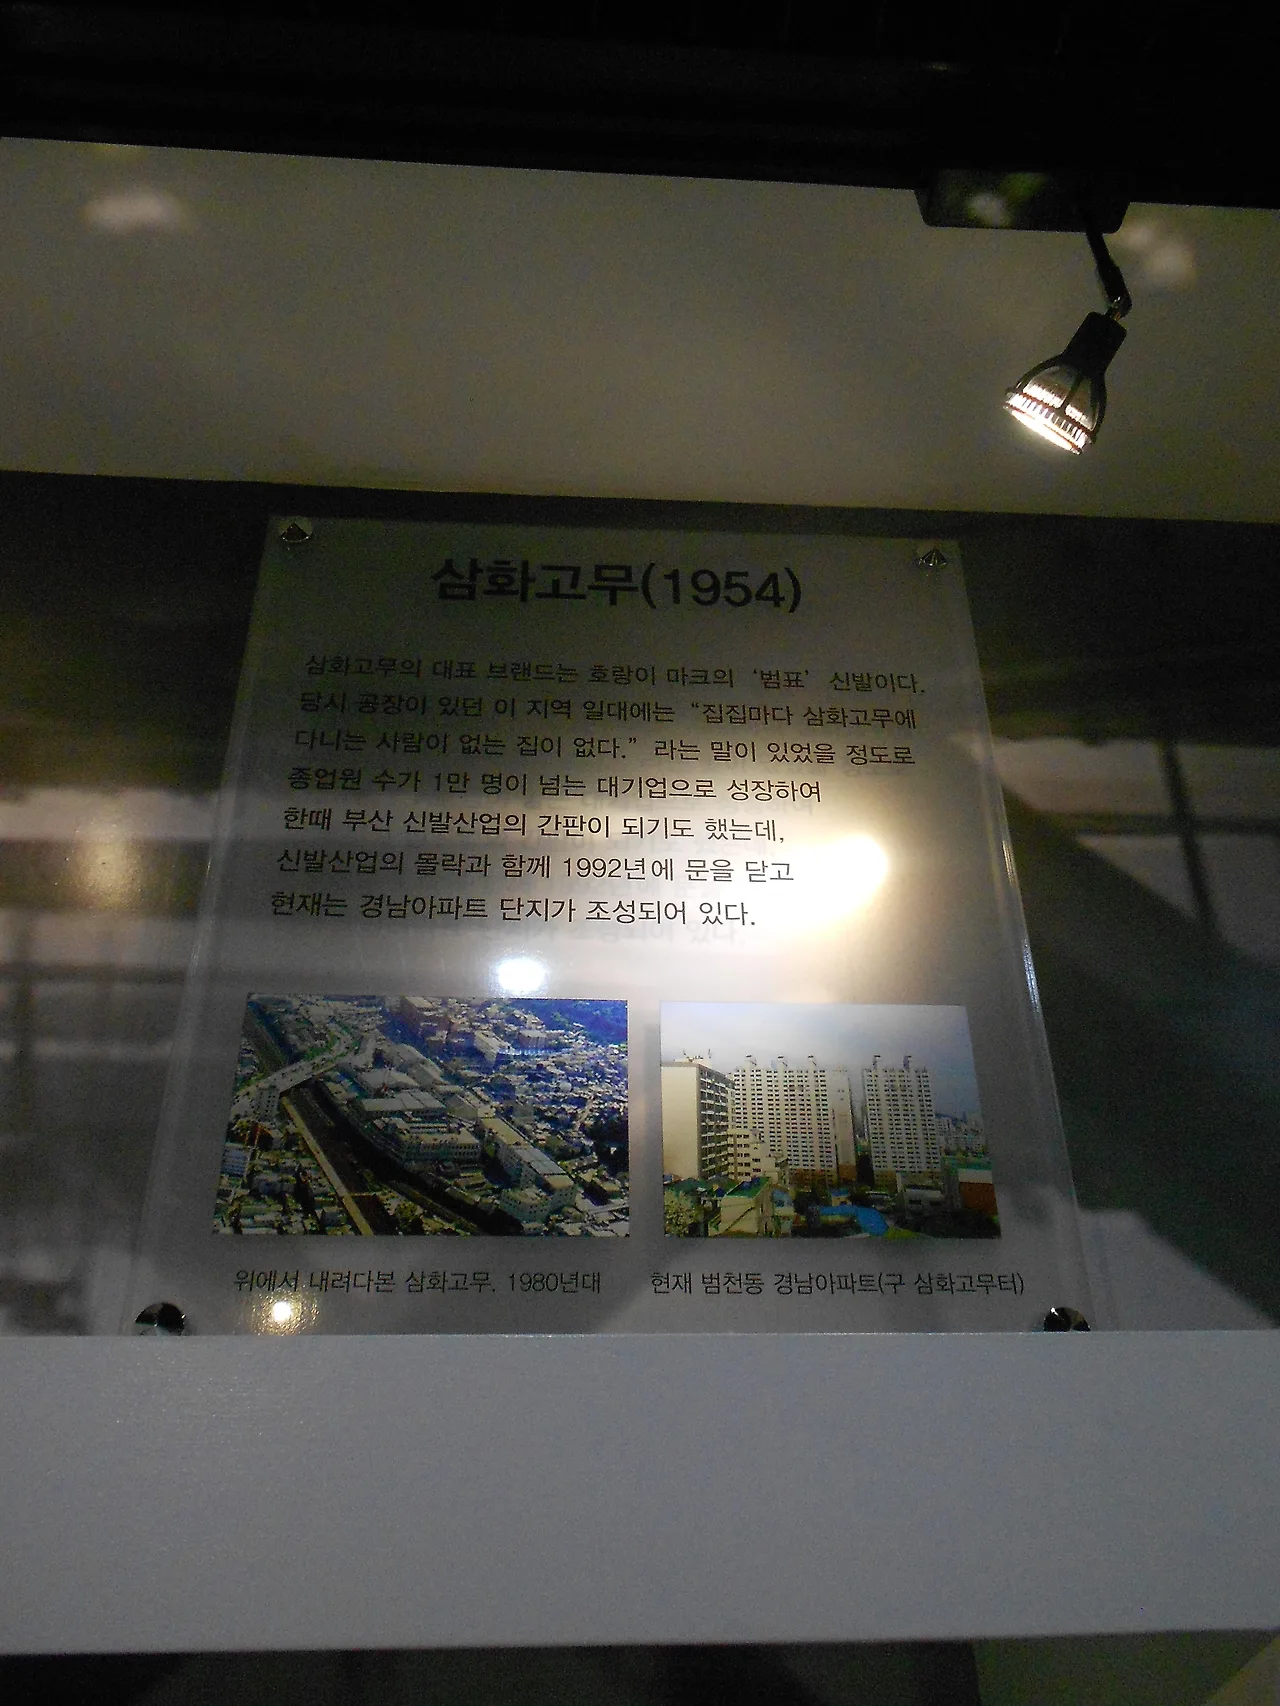 삼화고무(1954)
삼화고무의 대표 브랜드는 호랑이 마크의 ‘범표’ 신발이다.
당시 공장이 있던 이 지역 일대에는 “집집마다 삼화고무에
다니는 사람이 없는 집이 없다.” 라는 말이 있었을 정도로
종업원 수가 1만 명이 넘는 대기업으로 성장하여
한때 부산 신발산업의 간판이 되기도 했는데,
신발산업의 몰락과 함께 1992년에 문을 닫고
현재는 경남아파트 단지가 조성되어 있다.
위에서 내려다본 삼화고무. 1980년대
현재 범천동 경남아파트(구 삼화고무터)